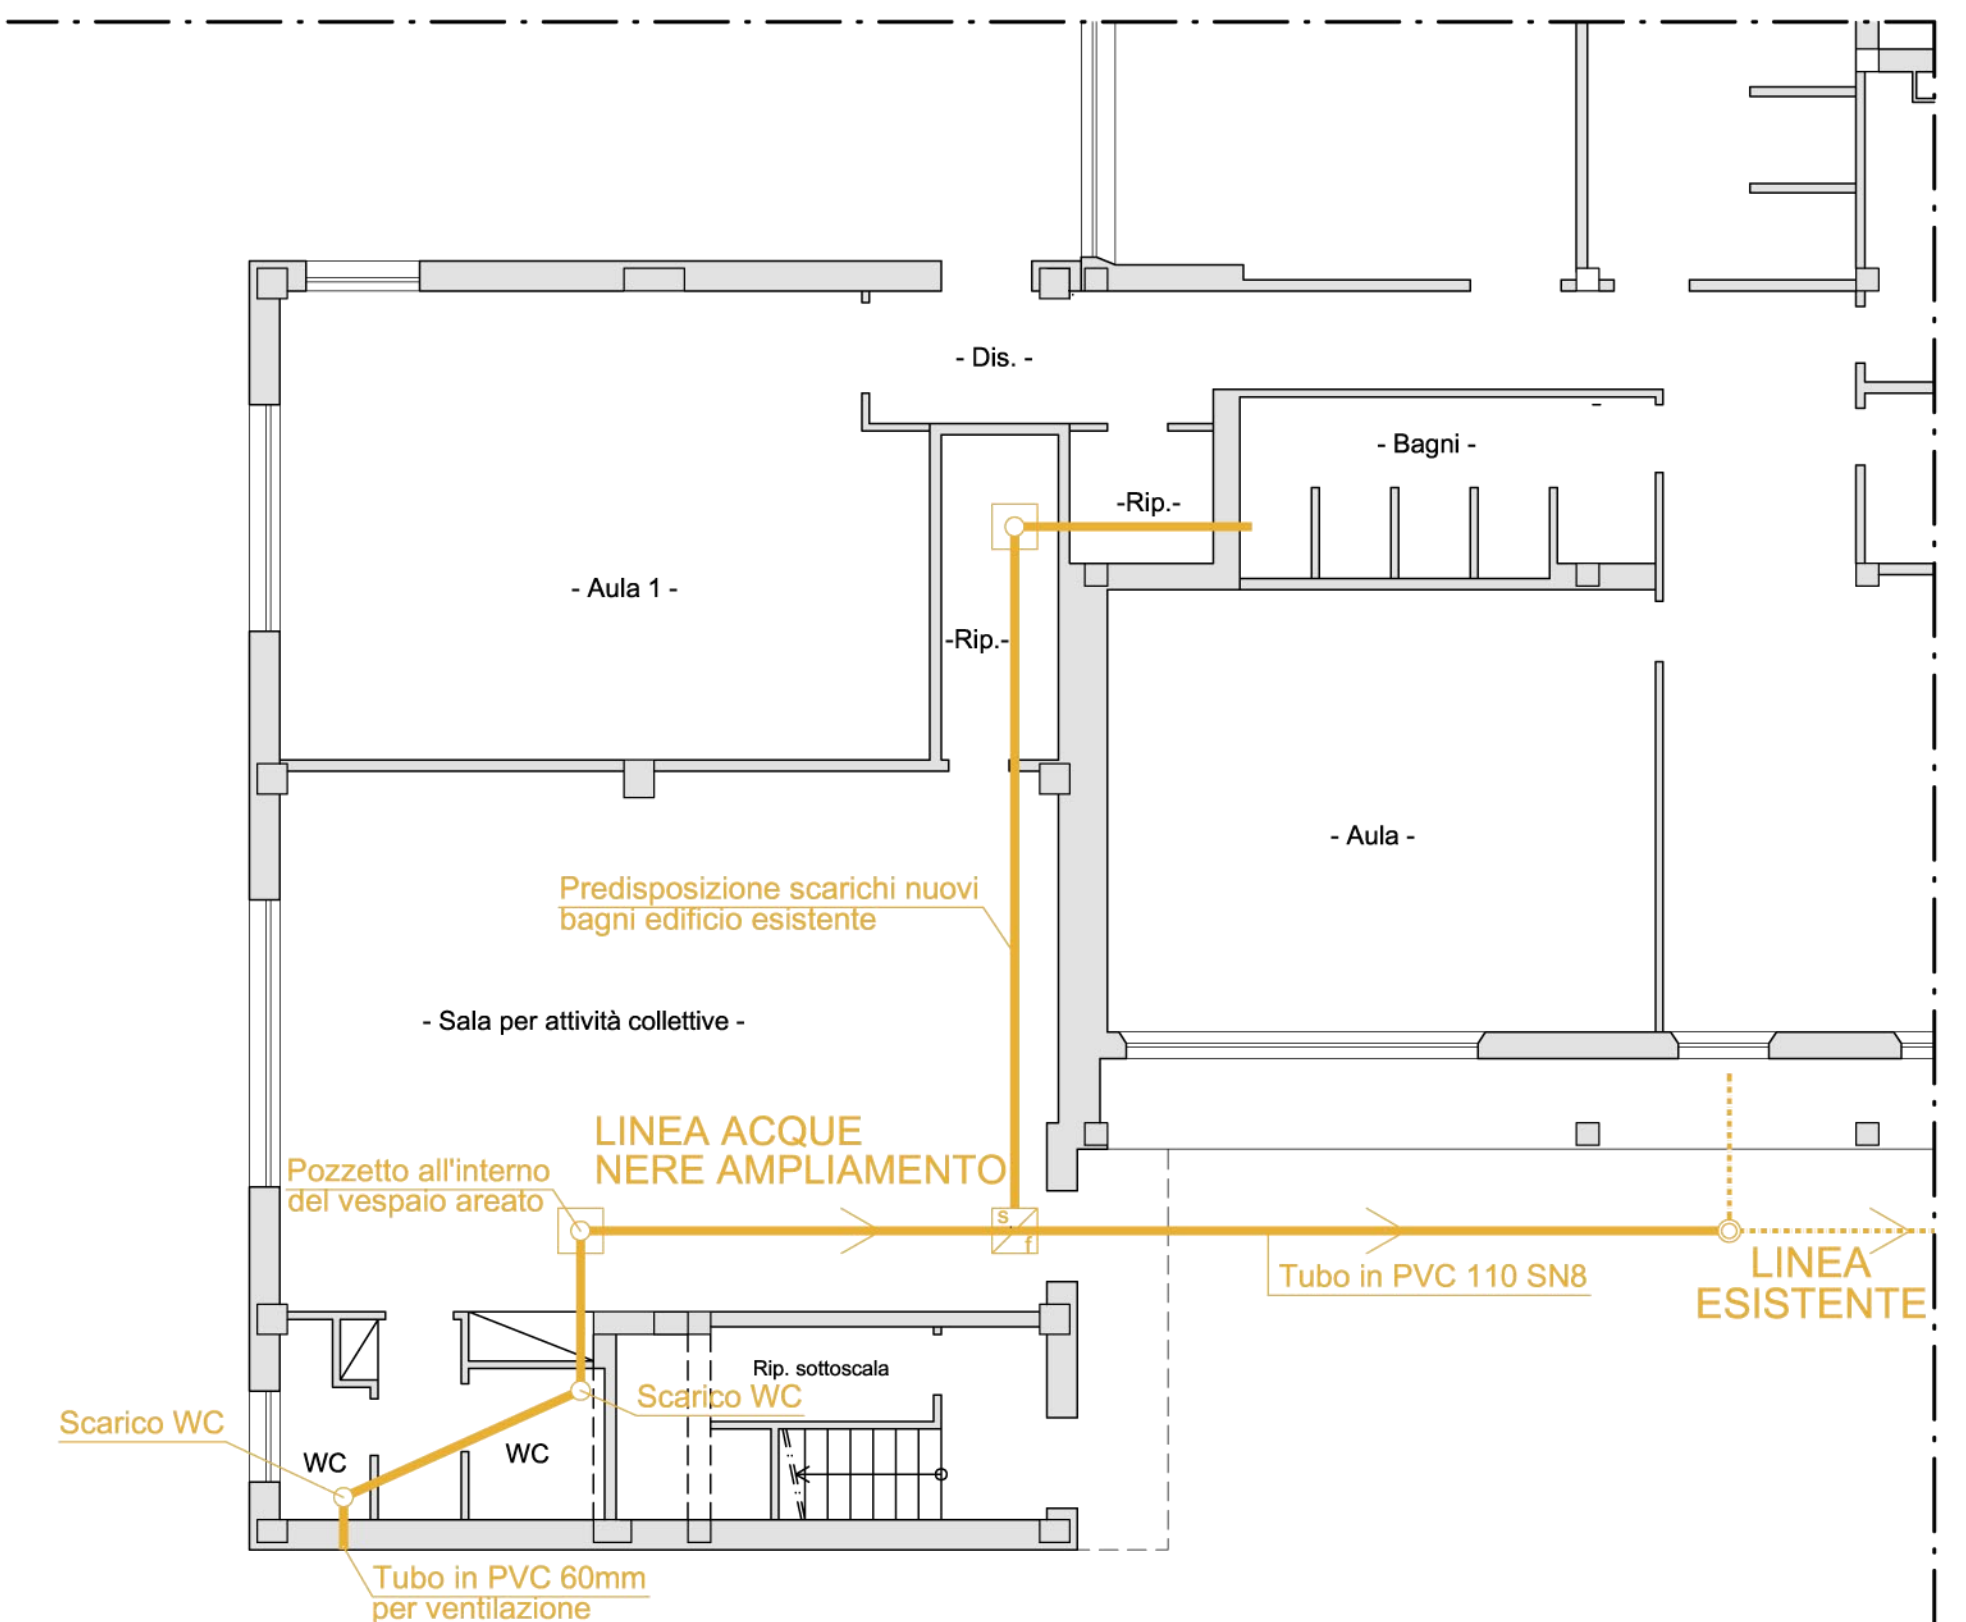 - Dis. -
- Bagni -
-Rip.-
- Aula 1 -
-Rip.-
- Aula -
Predisposizione scarichi nuovi
bagni edificio esistente
- Sala per attività collettive -
LINEA ACQUE
NERE AMPLIAMENTO
Pozzetto all'interno
del vespaio areato
s
f
Tubo in PVC 110 SN8
LINEA
ESISTENTE
Rip. sottoscala
Scarico WC
Scarico WC
WC
WC
Tubo in PVC 60mm
per ventilazione